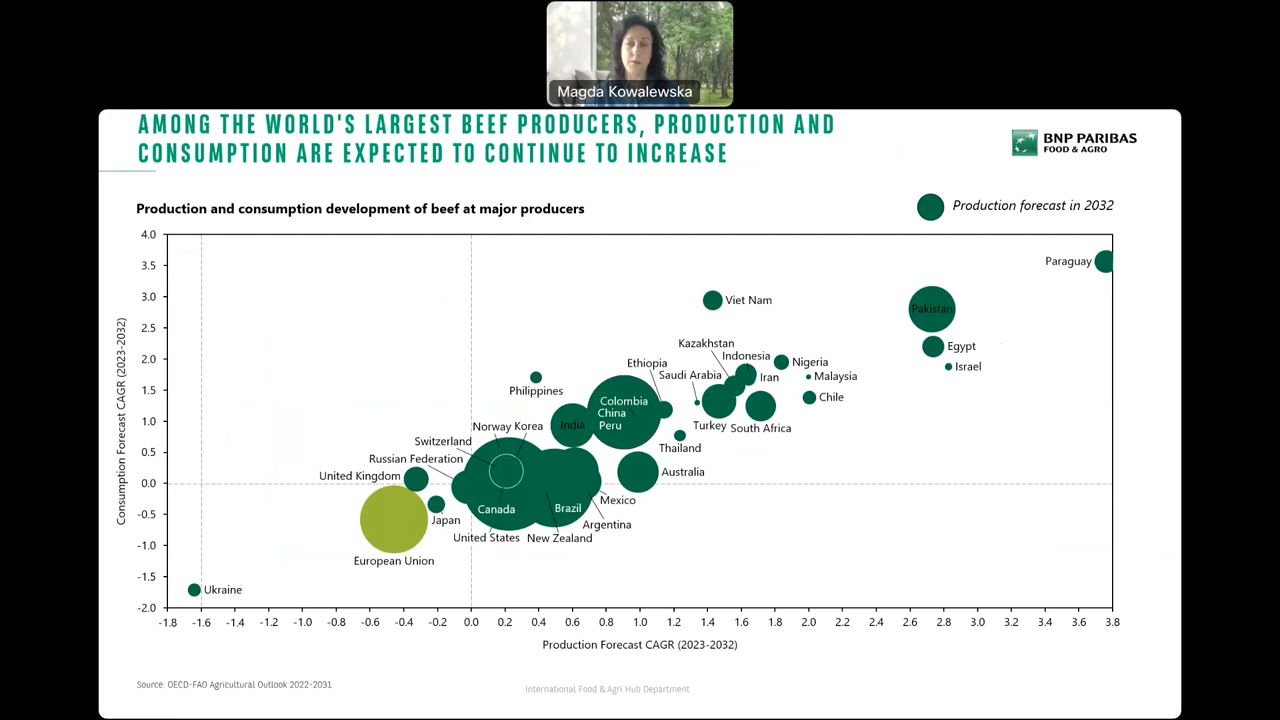 Magda Kowalewska
AMONG THE WORLD'S LARGEST BEEF PRODUCERS, PRODUCTION AND
CONSUMPTION ARE EXPECTED TO CONTINUE TO INCREASE
BNP PARIBAS
FOOD & AGRO
Production and consumption development of beef at major producers
Production forecast in 2032
Consumption Forecast CAGR (2023-2032)
4.0
3.5
3.0
2.5
2.0
1.5
1.0
0.5
0.0
-0.5
-1.0
-1.5
-2.0
Paraguay
Viet Nam
Pakistan
Kazakhstan
Egypt
Indonesia
Ethiopia
Nigeria
Israel
Saudi Arabia
Iran
Malaysia
Philippines
Colombia
Chile
China
Peru
India
Norway
Korea
Turkey
South Africa
Switzerland
Thailand
Russian Federation
United Kingdom
Australia
Mexico
Canada
Brazil
Japan
Argentina
United States
New Zealand
European Union
Ukraine
-1.8 -1.6 -1.4 -1.2 -1.0 -0.8 -0.6 -0.4 -0.2 0.0 0.2 0.4 0.6 0.8 1.0 1.2 1.4 1.6 1.8 2.0 2.2 2.4 2.6 2.8 3.0 3.2 3.4 3.6 3.8
Production Forecast CAGR (2023-2032)
Source: OECD-FAO Agricultural Outlook 2022-2031
International Food & Agri Hub Department